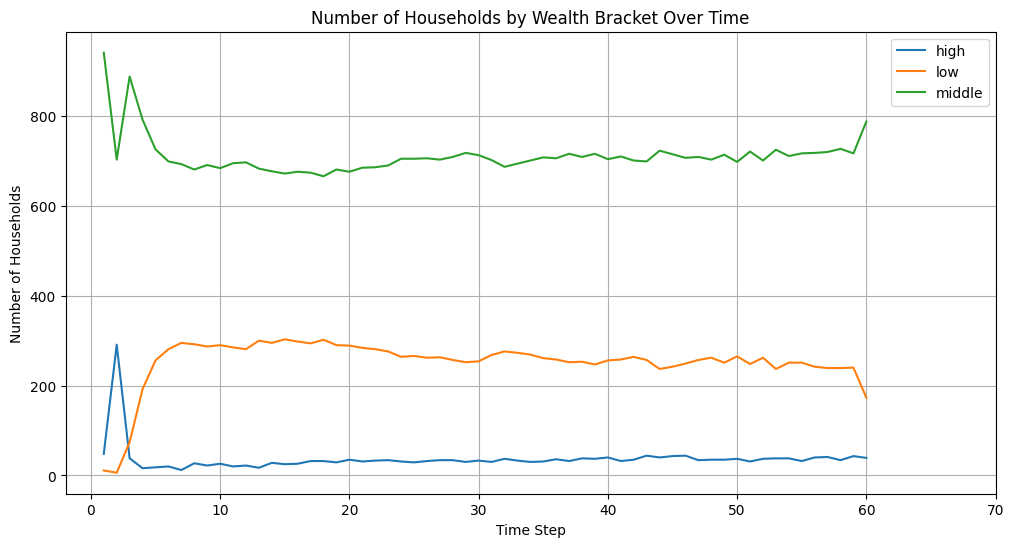 Number of Households by Wealth Bracket Over Time
high
low
middle
Number of Households
800
600
400
200
0
0 10 20 30 40 50 60 70
Time Step